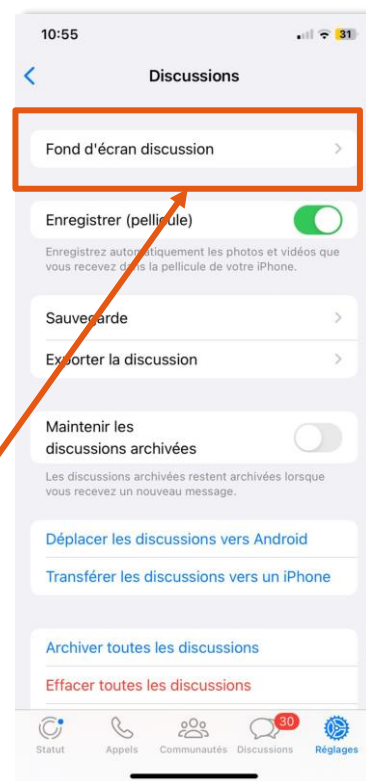 10:55
31
Discussions
Fond d'écran discussion
Enregistrer (pellicule)
Enregistrez automatiquement les photos et vidéos que
vous recevez dans la pellicule de votre iPhone.
Sauvegarde
Exporter la discussion
Maintenir les
discussions archivées
Les discussions archivées restent archivées lorsque
vous recevez un nouveau message.
Déplacer les discussions vers Android
Transférer les discussions vers un iPhone
Archiver toutes les discussions
Effacer toutes les discussions
30
Statut Appels Communautés Discussions Réglages